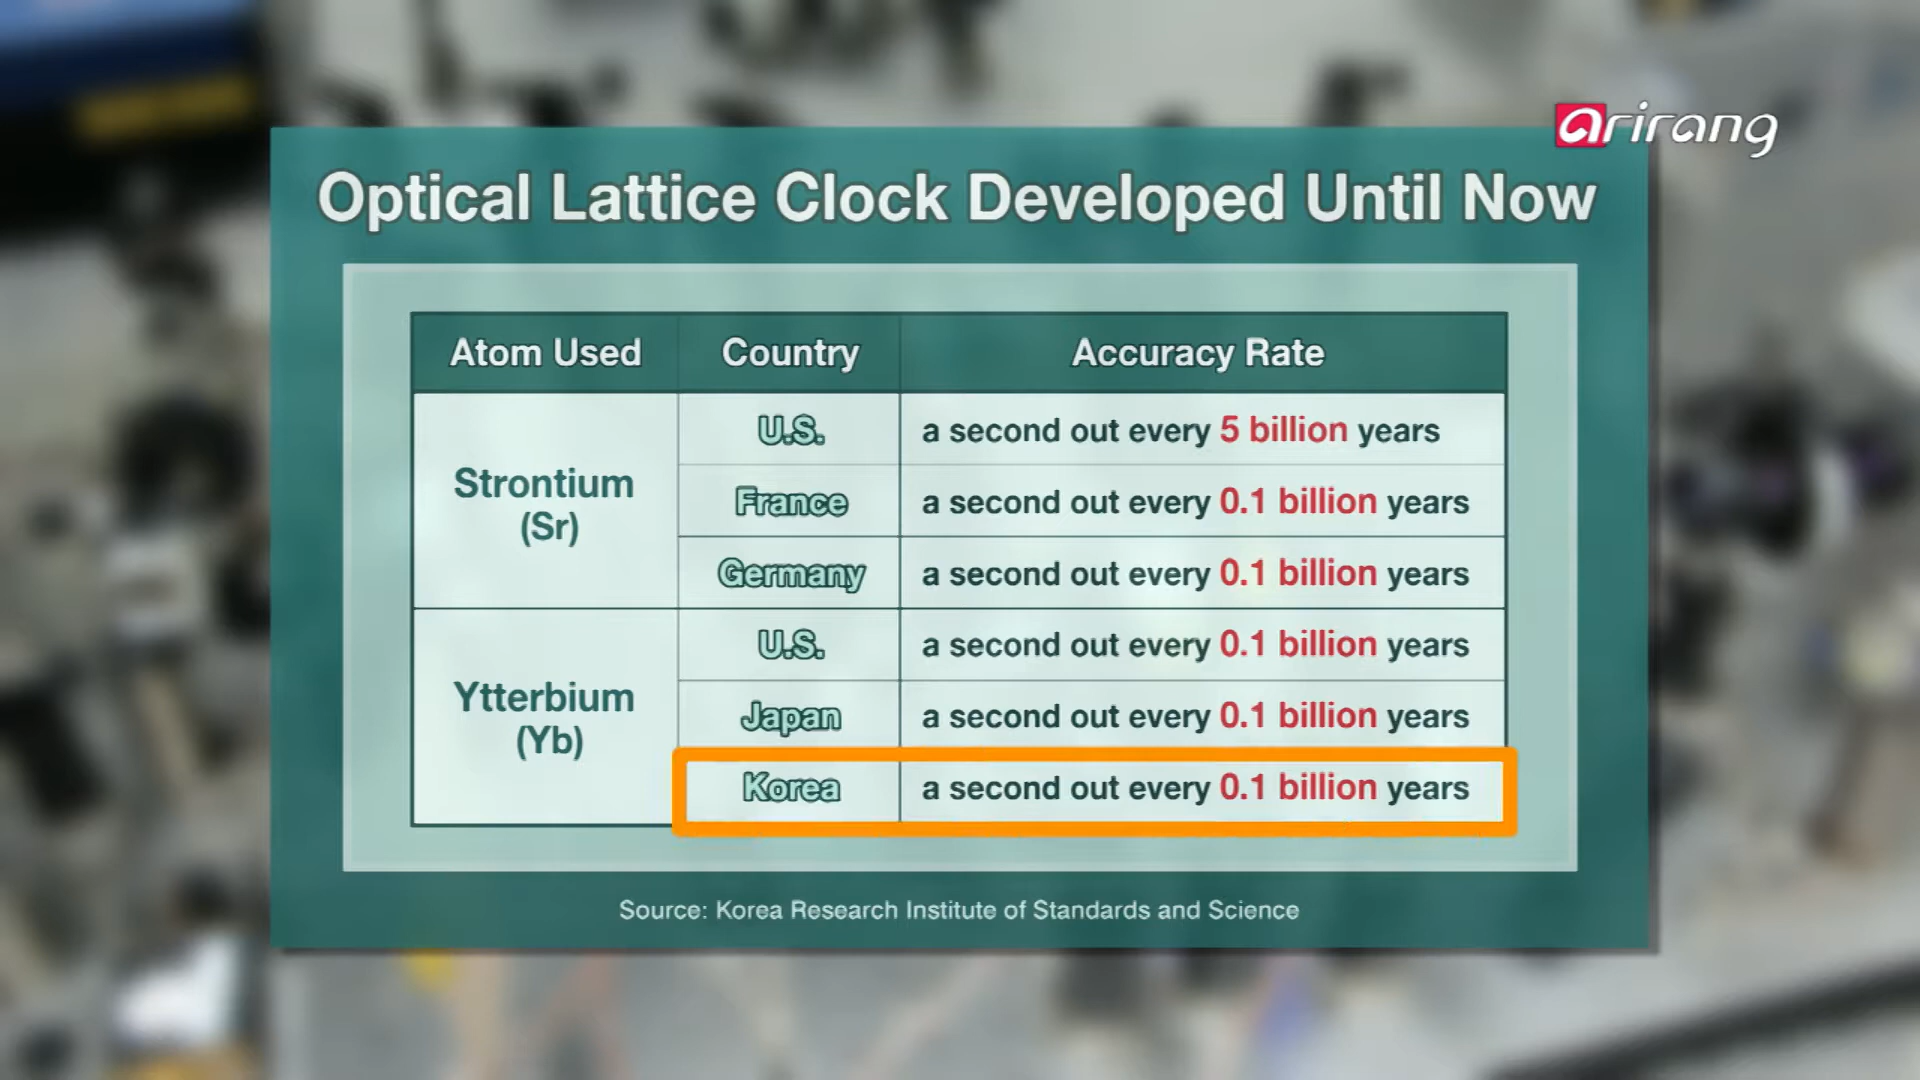 arirang
Optical Lattice Clock Developed Until Now
Atom Used Country Accuracy Rate
Strontium
(Sr)
U.S. a second out every 5 billion years
France a second out every 0.1 billion years
Germany a second out every 0.1 billion years
Ytterbium
(Yb)
U.S. a second out every 0.1 billion years
Japan a second out every 0.1 billion years
Korea a second out every 0.1 billion years
Source: Korea Research Institute of Standards and Science